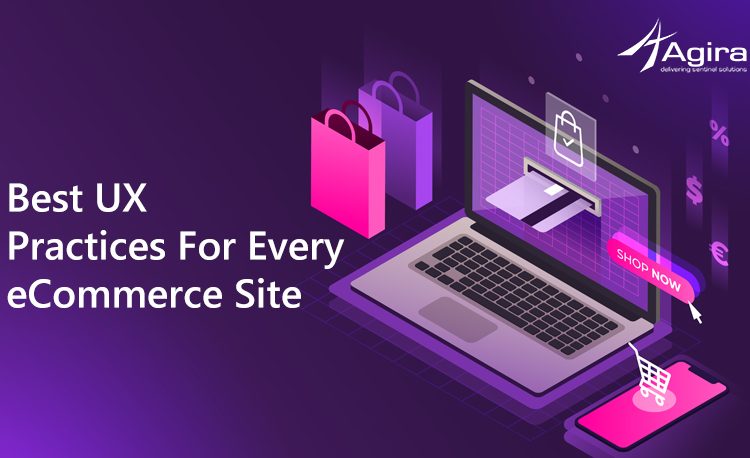 Agira
delivering sentinel solutions
Best UX
Practices For Every
eCommerce Site
%
$
€
SHOP NOW